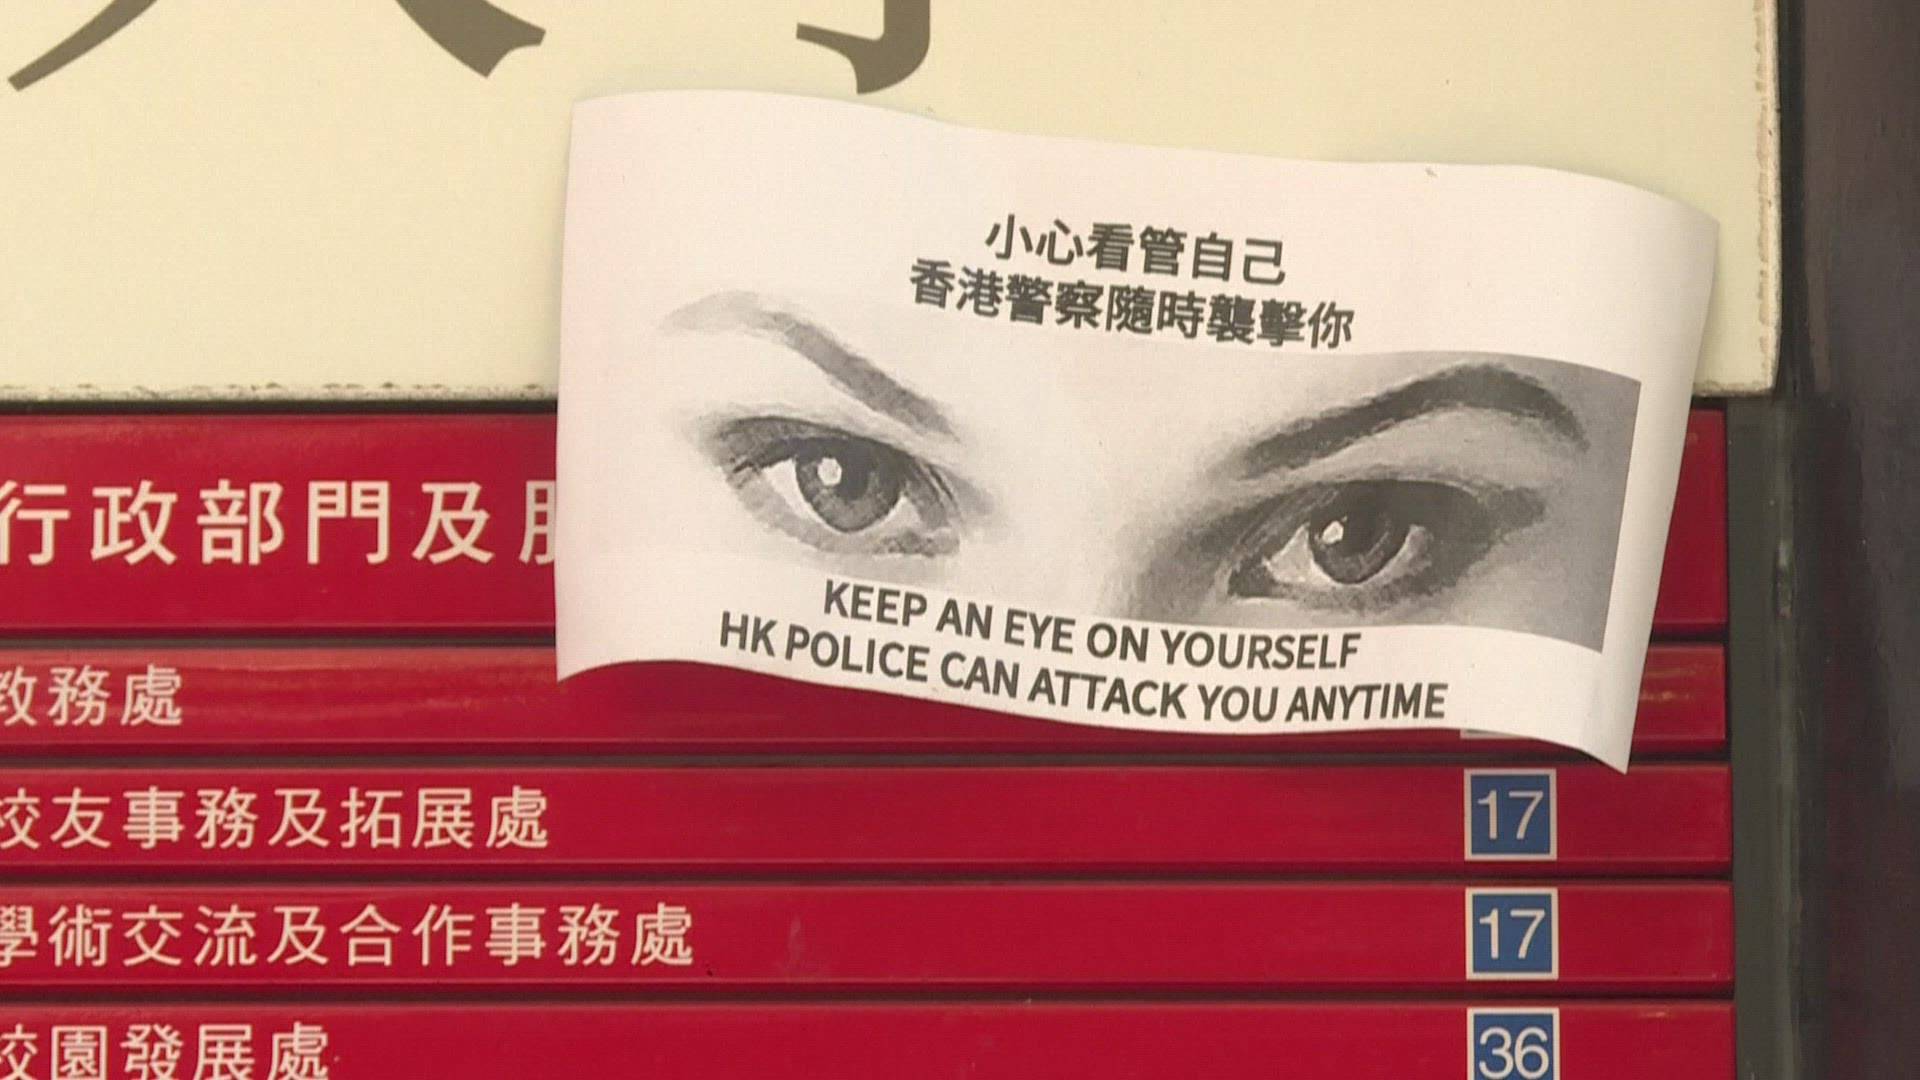 小心看管自己
香港警察隨時襲擊你
KEEP AN EYE ON YOURSELF
HK POLICE CAN ATTACK YOU ANYTIME
行政部門及
教務處
校友事務及拓展處 17
學術交流及合作事務處 17
校園發展處 36